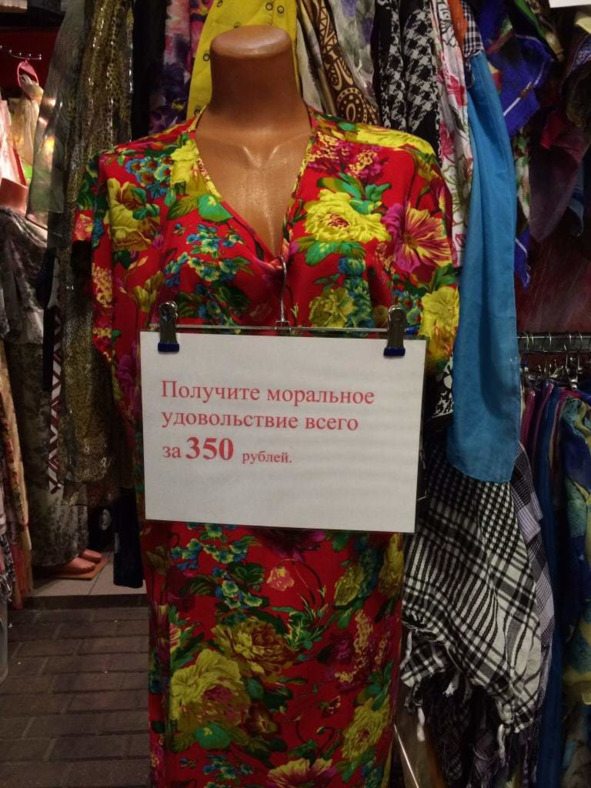 Получите моральное
удовольствие всего
за 350 рублей.